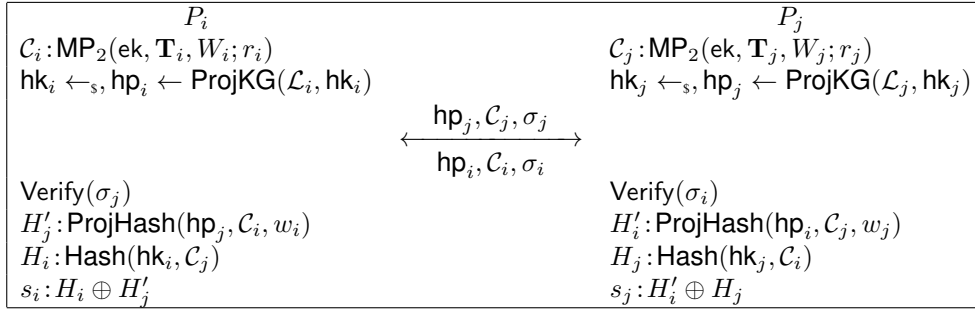 P_i P_j
C_i : MP_2(ek, T_i, W_i; r_i) C_j : MP_2(ek, T_j, W_j; r_j)
hk_i ←_$, hp_i ← ProjKG(L_i, hk_i) hk_j ←_$, hp_j ← ProjKG(L_j, hk_j)
hp_j, C_j, σ_j
hp_i, C_i, σ_i
Verify(σ_j) Verify(σ_i)
H'_j : ProjHash(hp_j, C_i, w_i) H'_i : ProjHash(hp_i, C_j, w_j)
H_i : Hash(hk_i, C_j) H_j : Hash(hk_j, C_i)
s_i : H_i ⊕ H'_j s_j : H'_i ⊕ H_j